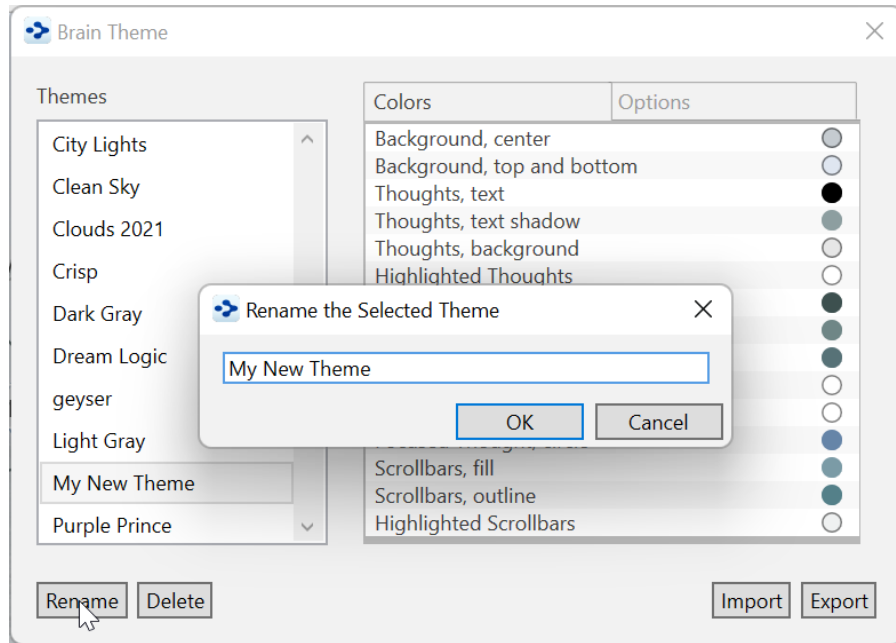 Brain Theme
Themes
City Lights
Clean Sky
Clouds 2021
Crisp
Dark Gray
Dream Logic
geyser
Light Gray
My New Theme
Purple Prince
Colors
Options
Background, center
Background, top and bottom
Thoughts, text
Thoughts, text shadow
Thoughts, background
Highlighted Thoughts
Rename the Selected Theme
My New Theme
OK
Cancel
Scrollbars, fill
Scrollbars, outline
Highlighted Scrollbars
Rename
Delete
Import
Export